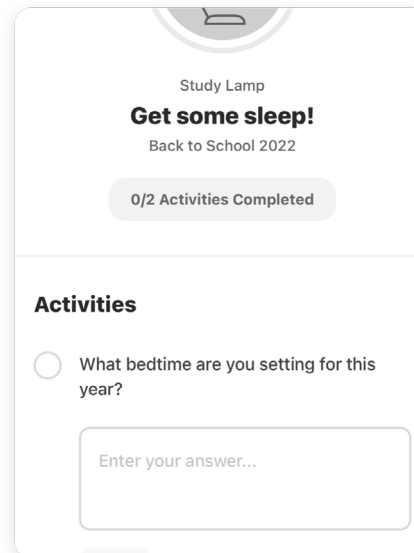 Study Lamp
Get some sleep!
Back to School 2022
0/2 Activities Completed
Activities
What bedtime are you setting for this
year?
Enter your answer...